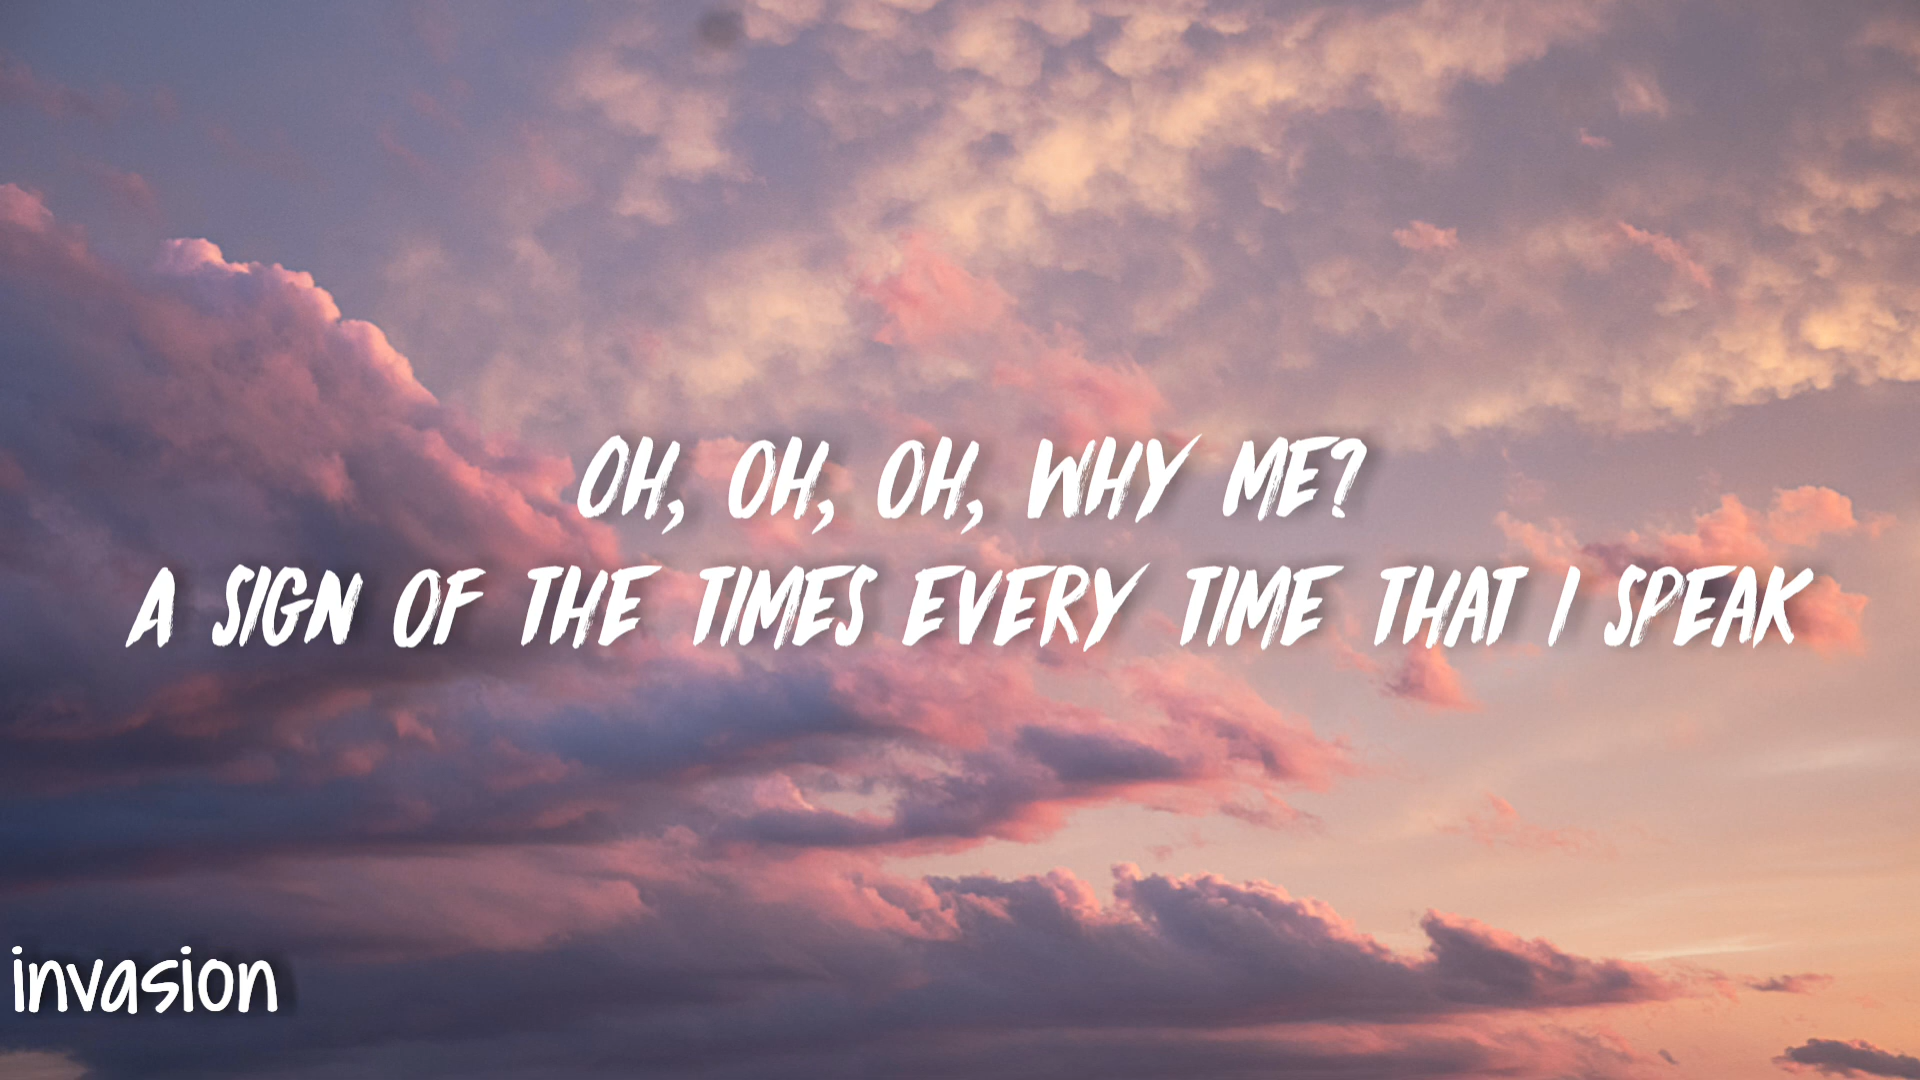 OH, OH, OH, WHY ME?
A SIGN OF THE TIMES EVERY TIME THAT I SPEAK
invasion